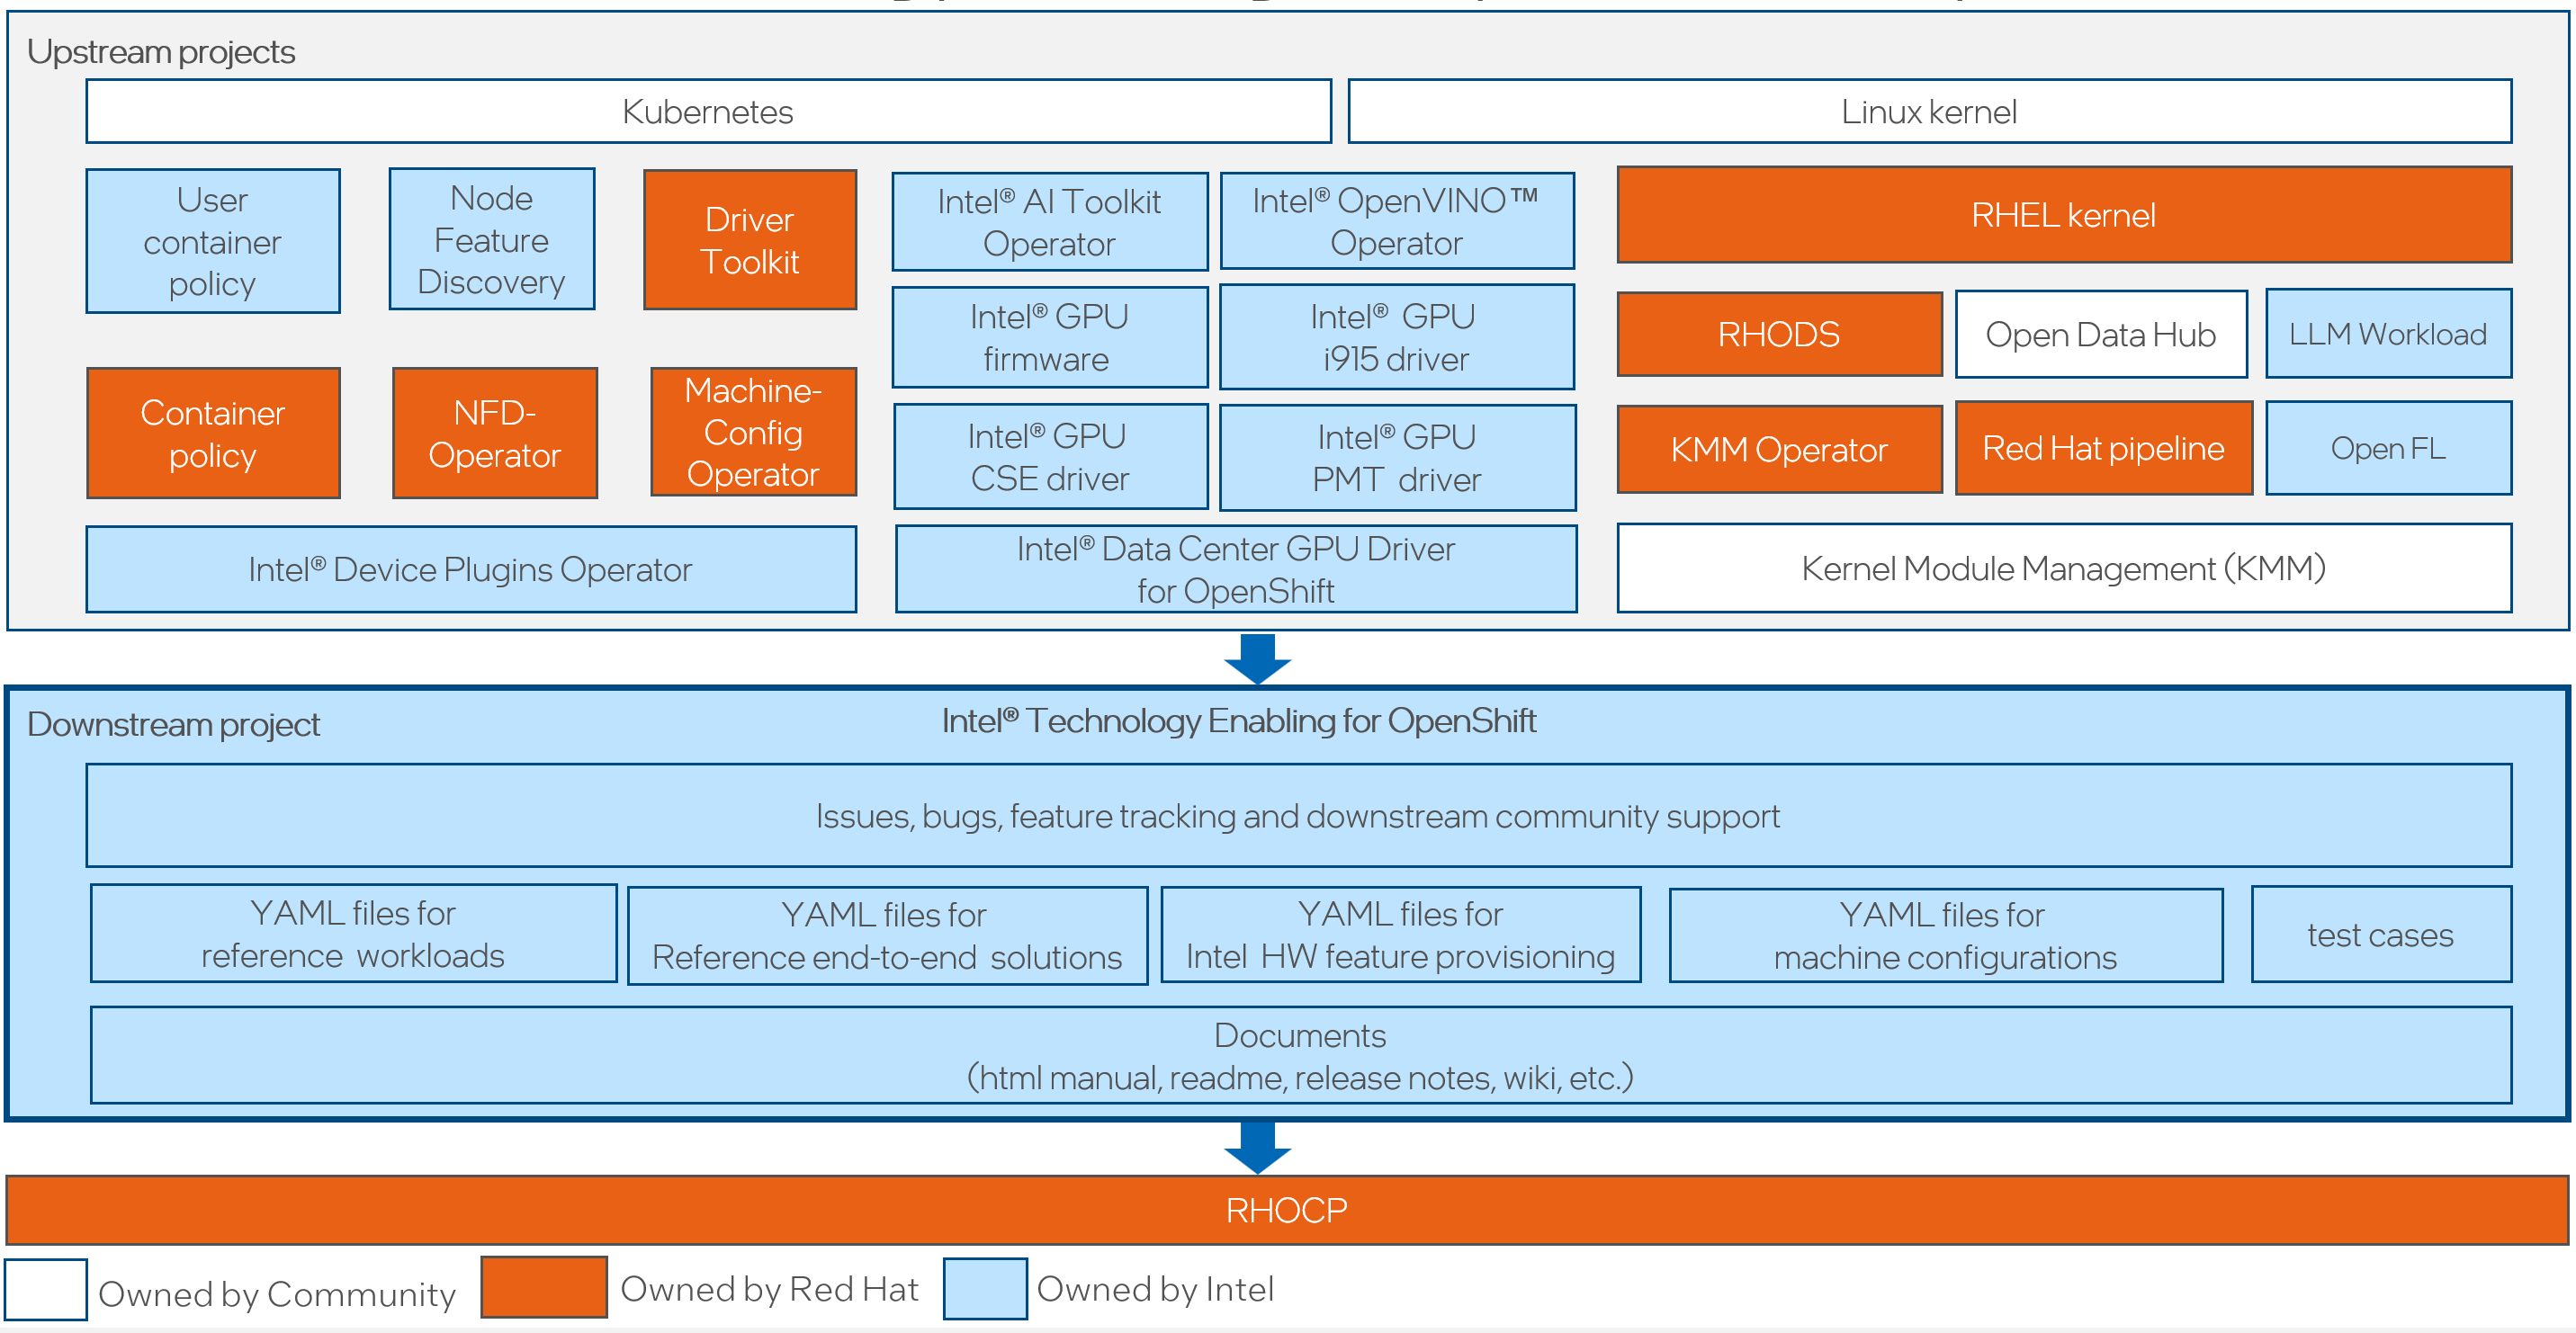 Upstream projects
Kubernetes
Linux kernel
User
container
policy
Node
Feature
Discovery
Driver
Toolkit
Intel® AI Toolkit
Operator
Intel® OpenVINO™
Operator
RHEL kernel
Intel® GPU
firmware
Intel® GPU
i915 driver
RHODS
Open Data Hub
LLM Workload
Container
policy
NFD-
Operator
Machine-
Config
Operator
Intel® GPU
CSE driver
Intel® GPU
PMT driver
KMM Operator
Red Hat pipeline
Open FL
Intel® Device Plugins Operator
Intel® Data Center GPU Driver
for OpenShift
Kernel Module Management (KMM)
Downstream project
Intel® Technology Enabling for OpenShift
Issues, bugs, feature tracking and downstream community support
YAML files for
reference workloads
YAML files for
Reference end-to-end solutions
YAML files for
Intel HW feature provisioning
YAML files for
machine configurations
test cases
Documents
(html manual, readme, release notes, wiki, etc.)
RHOCP
Owned by Community
Owned by Red Hat
Owned by Intel